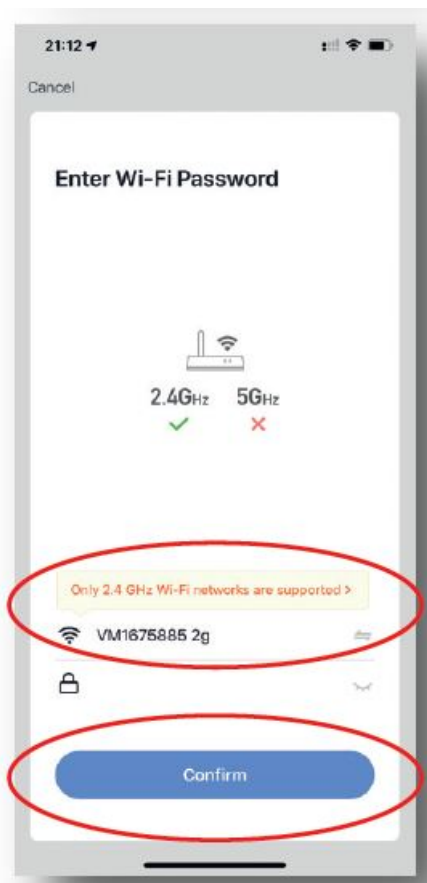 21:12
Cancel
Enter Wi-Fi Password
2.4GHz 5GHz
Only 2.4 GHz Wi-Fi networks are supported >
VM1675885 2g
Confirm